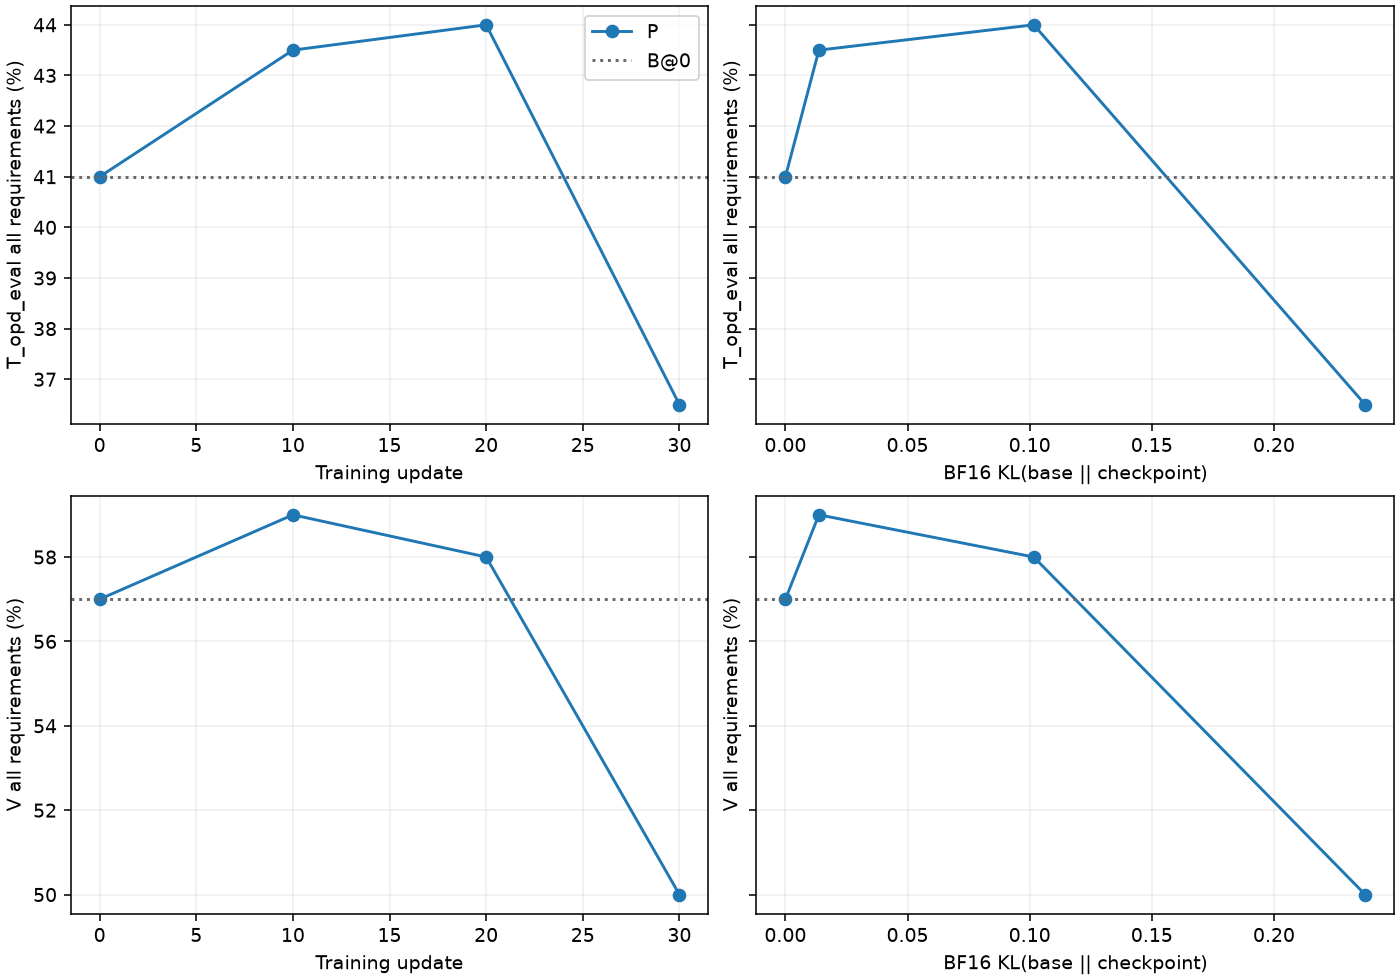 T_opd_eval all requirements (%)
44
43
42
41
40
39
38
37
P
B@0
0 5 10 15 20 25 30
Training update
T_opd_eval all requirements (%)
0.00 0.05 0.10 0.15 0.20
BF16 KL(base || checkpoint)
V all requirements (%)
58
56
54
52
50
0 5 10 15 20 25 30
Training update
V all requirements (%)
0.00 0.05 0.10 0.15 0.20
BF16 KL(base || checkpoint)